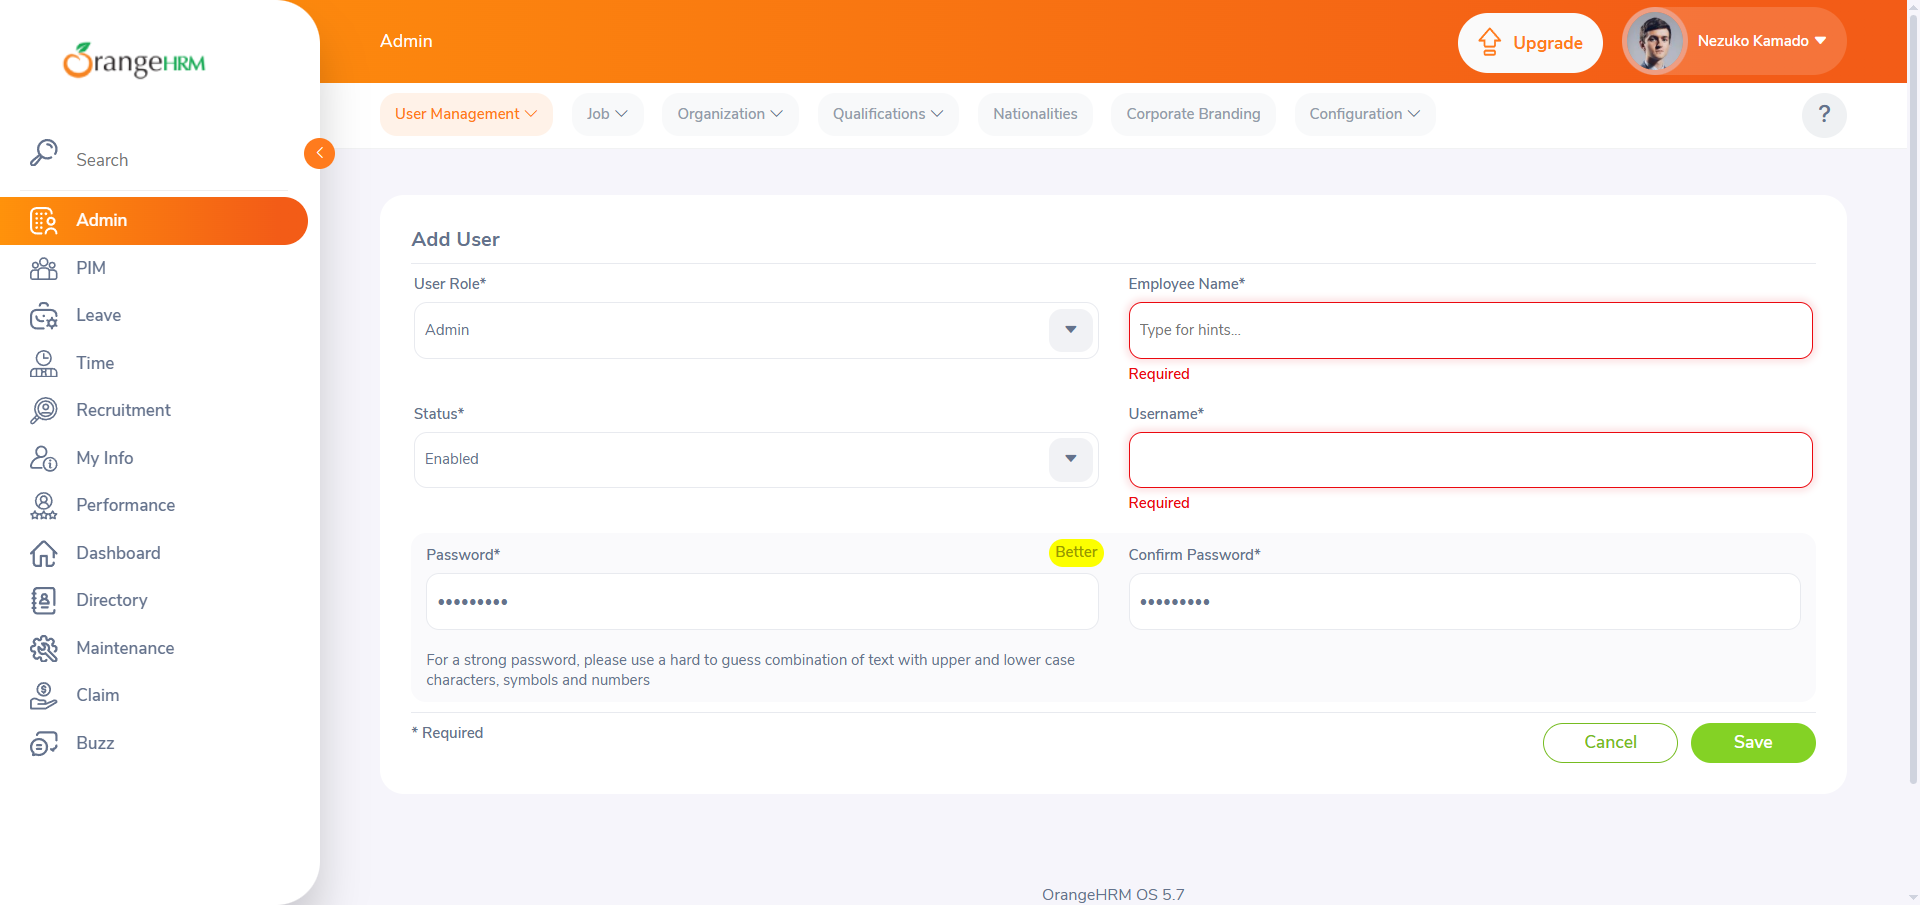 OrangeHRM
Admin
Upgrade
Nezuko Kamado
User Management
Job
Organization
Qualifications
Nationalities
Corporate Branding
Configuration
?
Search
Admin
PIM
Leave
Time
Recruitment
My Info
Performance
Dashboard
Directory
Maintenance
Claim
Buzz
Add User
User Role*
Employee Name*
Admin
Type for hints...
Required
Status*
Username*
Enabled
Required
Password*
Better
Confirm Password*
•••••••••
•••••••••
For a strong password, please use a hard to guess combination of text with upper and lower case
characters, symbols and numbers
* Required
Cancel
Save
OrangeHRM OS 5.7